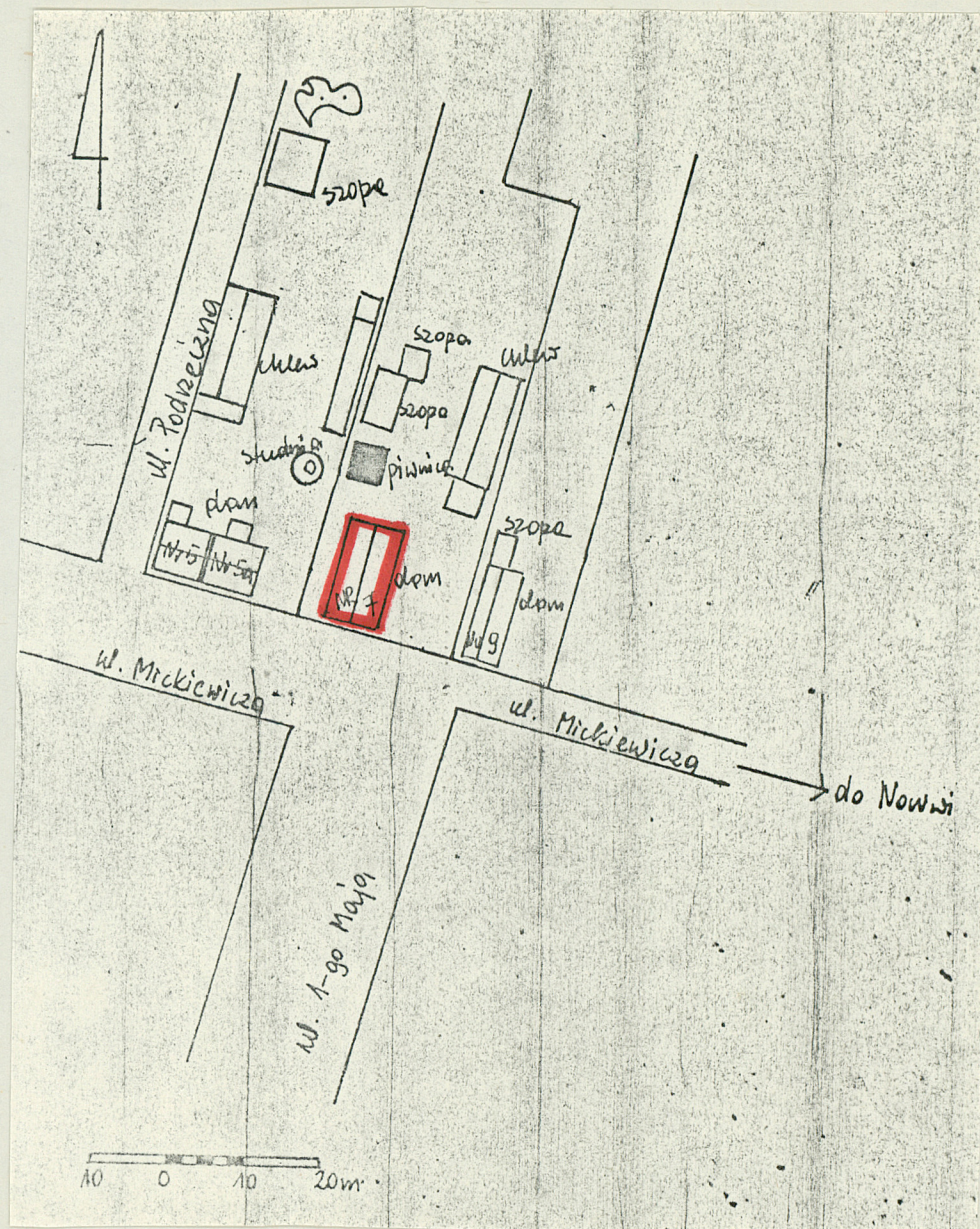 szopa
ul. Podrzeczna
chlew
szopa
szopa
chlew
studnia
piwnica
dom
Nr 5
Nr 5a
NR 7
dom
szopa
dom
Nr 9
ul. Mickiewicza
ul. Mickiewicza
do Nowwi
ul. 1-go Maja
10 0 10 20m